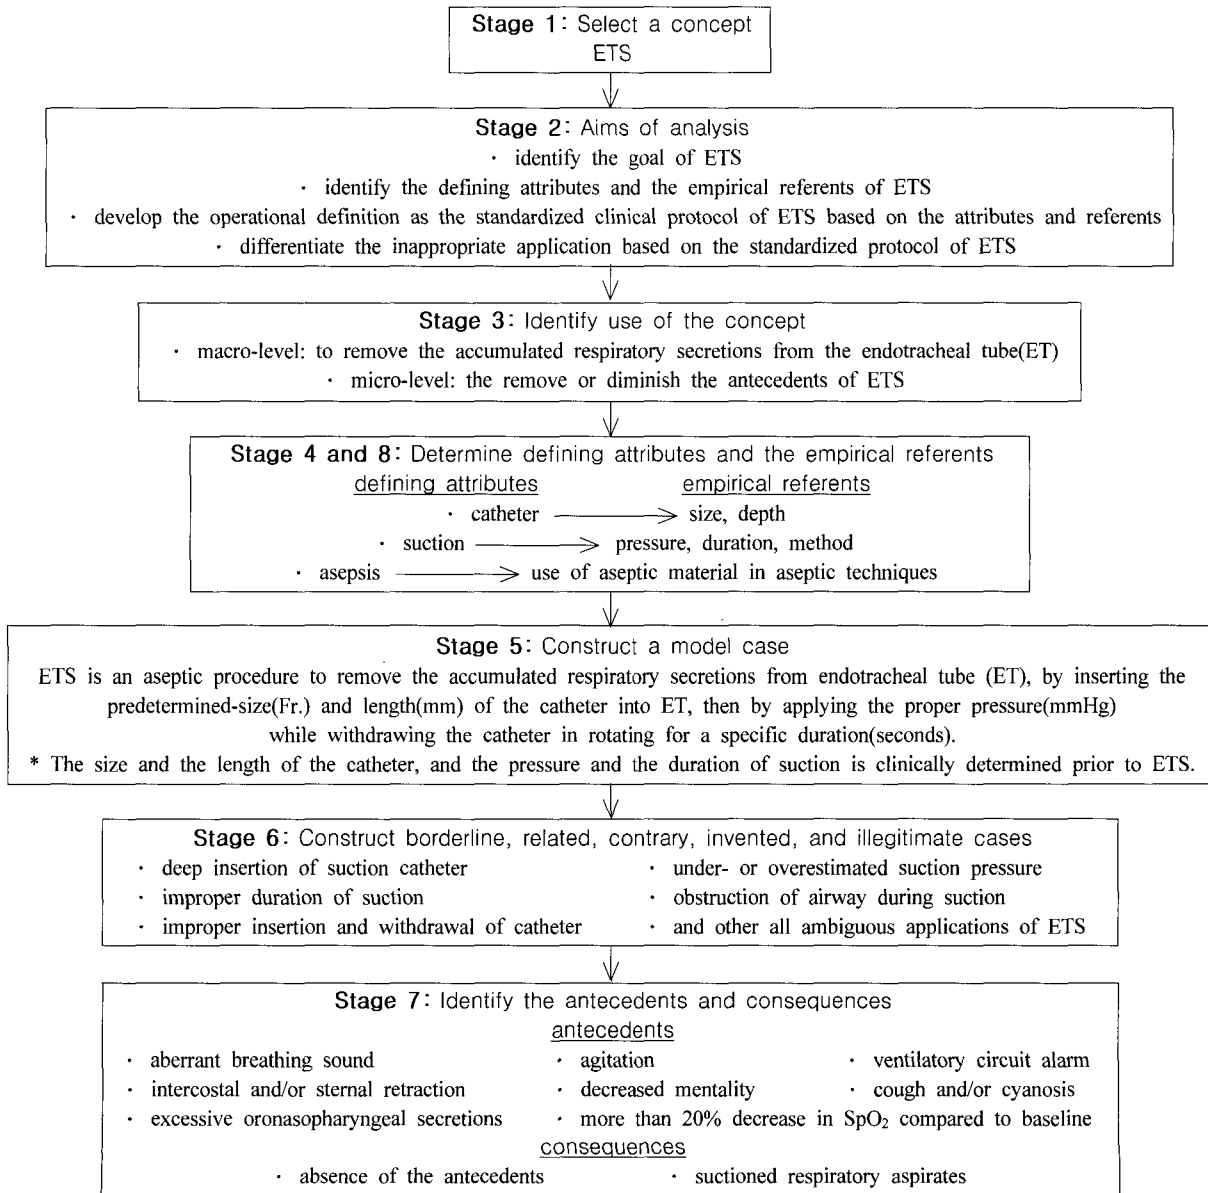 Stage 1: Select a concept
ETS
Stage 2: Aims of analysis
· identify the goal of ETS
· identify the defining attributes and the empirical referents of ETS
· develop the operational definition as the standardized clinical protocol of ETS based on the attributes and referents
· differentiate the inappropriate application based on the standardized protocol of ETS
Stage 3: Identify use of the concept
· macro-level: to remove the accumulated respiratory secretions from the endotracheal tube(ET)
· micro-level: the remove or diminish the antecedents of ETS
Stage 4 and 8: Determine defining attributes and the empirical referents
defining attributes empirical referents
· catheter size, depth
· suction pressure, duration, method
· asepsis use of aseptic material in aseptic techniques
Stage 5: Construct a model case
ETS is an aseptic procedure to remove the accumulated respiratory secretions from endotracheal tube (ET), by inserting the
predetermined-size(Fr.) and length(mm) of the catheter into ET, then by applying the proper pressure(mmHg)
while withdrawing the catheter in rotating for a specific duration(seconds).
* The size and the length of the catheter, and the pressure and the duration of suction is clinically determined prior to ETS.
Stage 6: Construct borderline, related, contrary, invented, and illegitimate cases
· deep insertion of suction catheter · under- or overestimated suction pressure
· improper duration of suction · obstruction of airway during suction
· improper insertion and withdrawal of catheter · and other all ambiguous applications of ETS
Stage 7: Identify the antecedents and consequences
antecedents
· aberrant breathing sound · agitation · ventilatory circuit alarm
· intercostal and/or sternal retraction · decreased mentality · cough and/or cyanosis
· excessive oronasopharyngeal secretions · more than 20% decrease in SpO₂ compared to baseline
consequences
· absence of the antecedents · suctioned respiratory aspirates